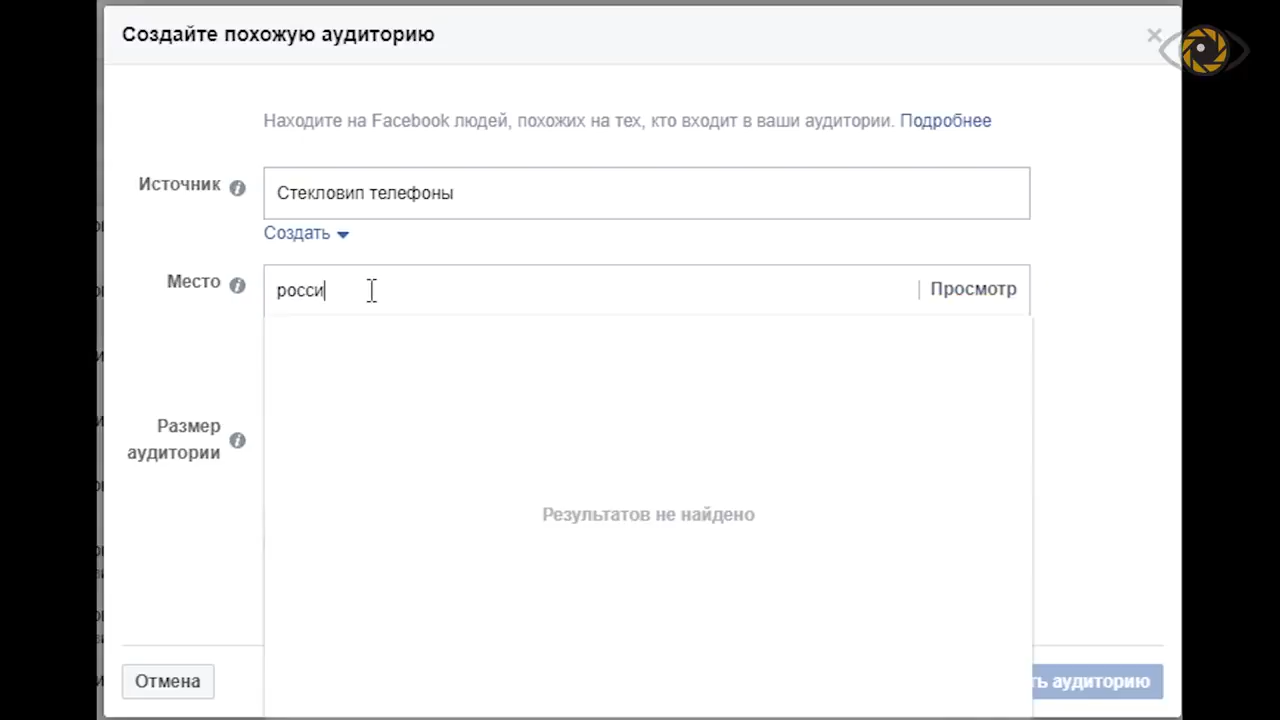 Создайте похожую аудиторию
Находите на Facebook людей, похожих на тех, кто входит в ваши аудитории. Подробнее
Источник
Стекловип телефоны
Создать
Место
росси
Просмотр
Размер
аудитории
Результатов не найдено
Отмена
аудиторию